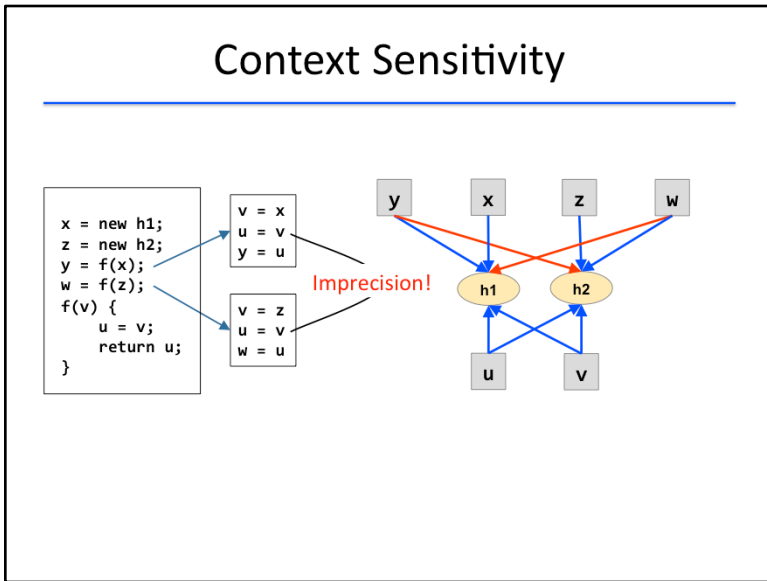 Context Sensitivity
x = new h1;
z = new h2;
y = f(x);
w = f(z);
f(v) {
    u = v;
    return u;
}
v = x
u = v
y = u
Imprecision!
v = z
u = v
w = u
y x z w
h1 h2
u v